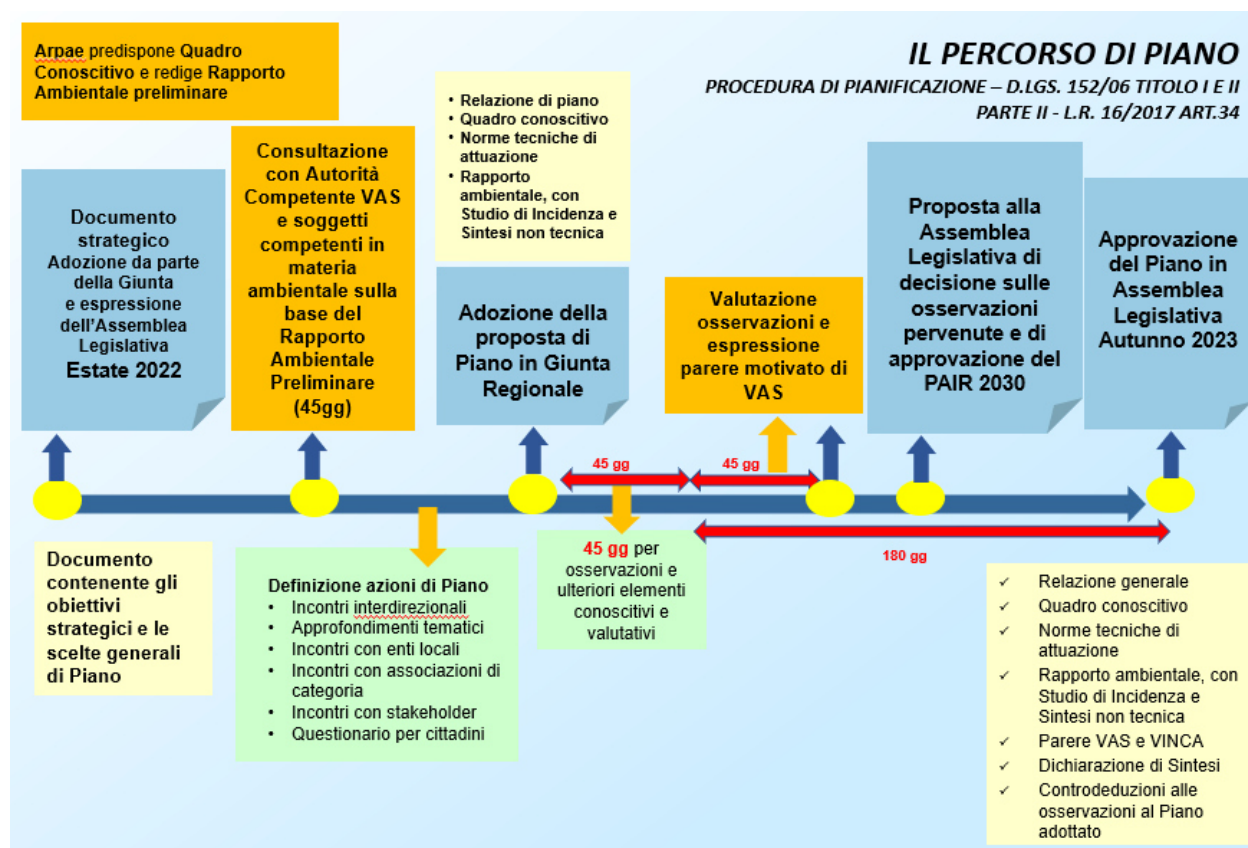 Arpae predispone Quadro
Conoscitivo e redige Rapporto
Ambientale preliminare
IL PERCORSO DI PIANO
PROCEDURA DI PIANIFICAZIONE – D.LGS. 152/06 TITOLO I E II
PARTE II - L.R. 16/2017 ART.34
Documento
strategico
Adozione da parte
della Giunta
e espressione
dell'Assemblea
Legislativa
Estate 2022
Consultazione
con Autorità
Competente VAS
e soggetti
competenti in
materia
ambientale sulla
base del
Rapporto
Ambientale
Preliminare
(45gg)
• Relazione di piano
• Quadro conoscitivo
• Norme tecniche di
attuazione
• Rapporto
ambientale, con
Studio di Incidenza e
Sintesi non tecnica
Adozione della
proposta di
Piano in Giunta
Regionale
Valutazione
osservazioni e
espressione
parere motivato di
VAS
Proposta alla
Assemblea
Legislativa di
decisione sulle
osservazioni
pervenute e di
approvazione del
PAIR 2030
Approvazione
del Piano in
Assemblea
Legislativa
Autunno 2023
45 gg
45 gg
180 gg
Documento
contenente gli
obiettivi
strategici e le
scelte generali
di Piano
Definizione azioni di Piano
• Incontri interdirezionali
• Approfondimenti tematici
• Incontri con enti locali
• Incontri con associazioni di
categoria
• Incontri con stakeholder
• Questionario per cittadini
45 gg per
osservazioni e
ulteriori elementi
conoscitivi e
valutativi
✓ Relazione generale
✓ Quadro conoscitivo
✓ Norme tecniche di
attuazione
✓ Rapporto ambientale, con
Studio di Incidenza e
Sintesi non tecnica
✓ Parere VAS e VINCA
✓ Dichiarazione di Sintesi
✓ Controdeduzioni alle
osservazioni al Piano
adottato